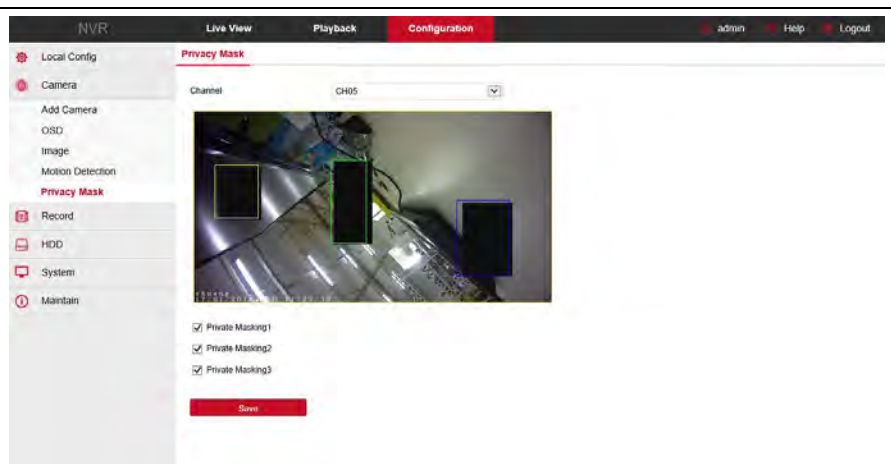 NVR Live View Playback Configuration admin Help Logout
Local Config
Camera
Add Camera
OSD
Image
Motion Detection
Privacy Mask
Record
HDD
System
Maintain
Privacy Mask
Channel CH05
Private Masking1
Private Masking2
Private Masking3
Save